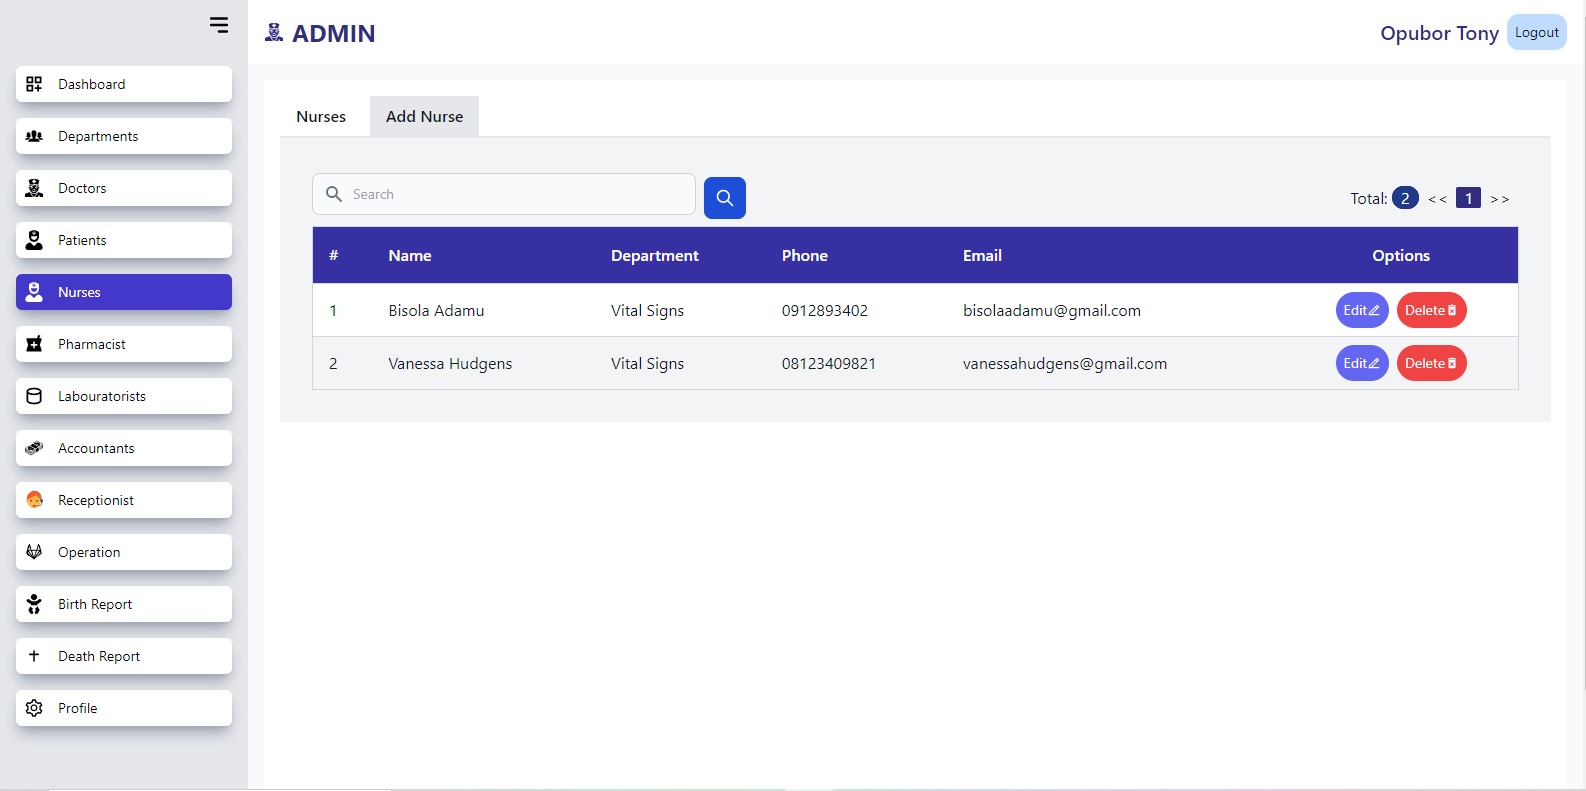 ADMIN
Opubor Tony Logout
Dashboard
Departments
Doctors
Patients
Nurses
Pharmacist
Labouratorists
Accountants
Receptionist
Operation
Birth Report
Death Report
Profile
Nurses Add Nurse
Search
Total: 2 << 1 >>
# Name Department Phone Email Options
1 Bisola Adamu Vital Signs 0912893402 bisolaadamu@gmail.com Edit Delete
2 Vanessa Hudgens Vital Signs 08123409821 vanessahudgens@gmail.com Edit Delete